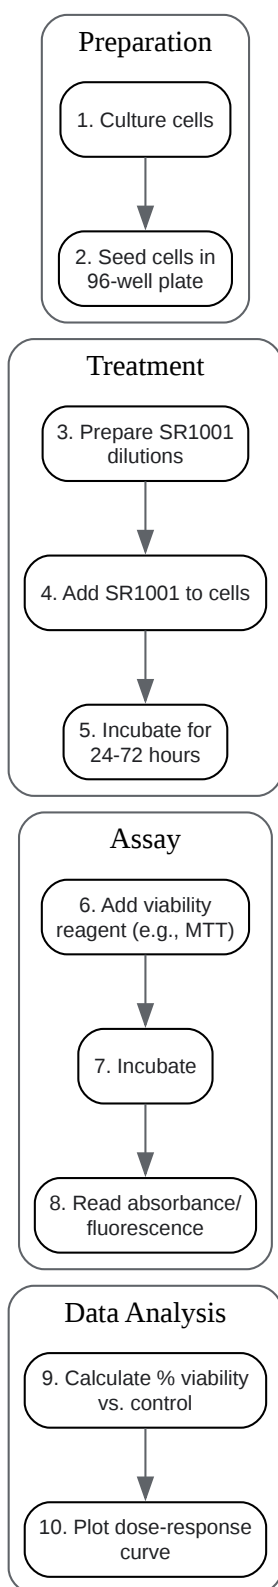 Preparation
1. Culture cells
2. Seed cells in
96-well plate
Treatment
3. Prepare SR1001
dilutions
4. Add SR1001 to cells
5. Incubate for
24-72 hours
Assay
6. Add viability
reagent (e.g., MTT)
7. Incubate
8. Read absorbance/
fluorescence
Data Analysis
9. Calculate % viability
vs. control
10. Plot dose-response
curve